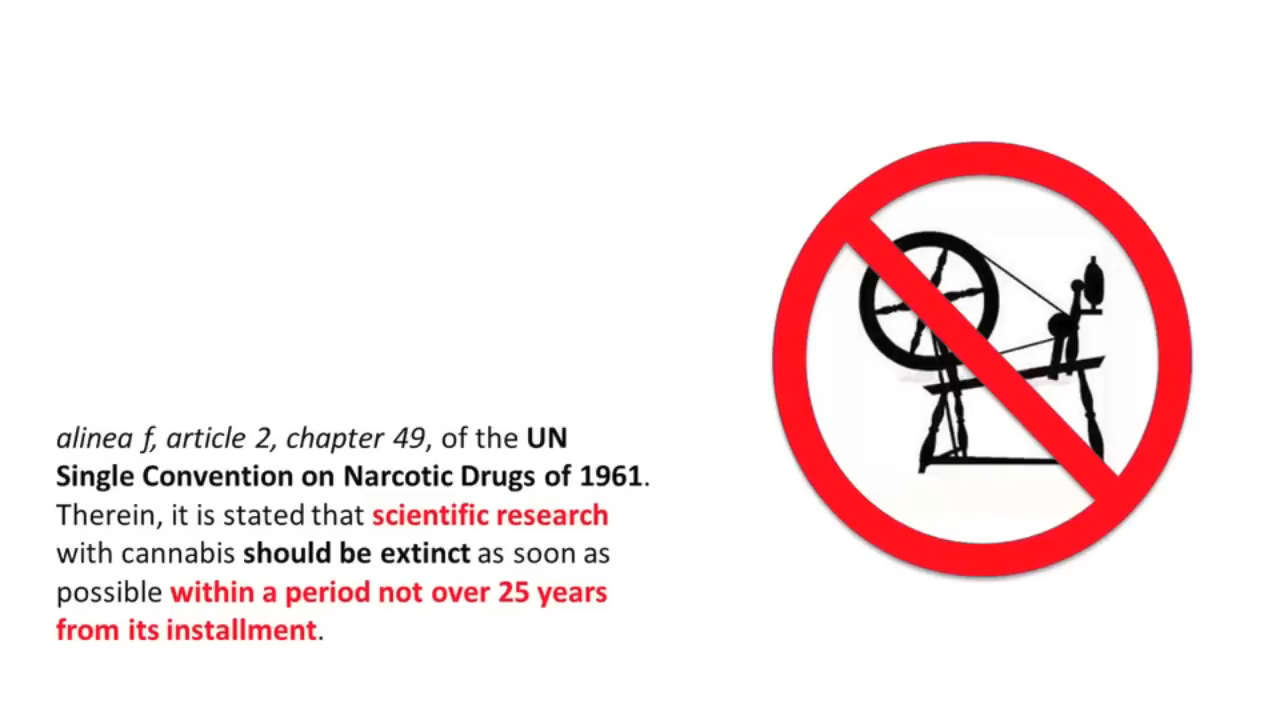 alinea f, article 2, chapter 49, of the UN
Single Convention on Narcotic Drugs of 1961.
Therein, it is stated that scientific research
with cannabis should be extinct as soon as
possible within a period not over 25 years
from its installment.